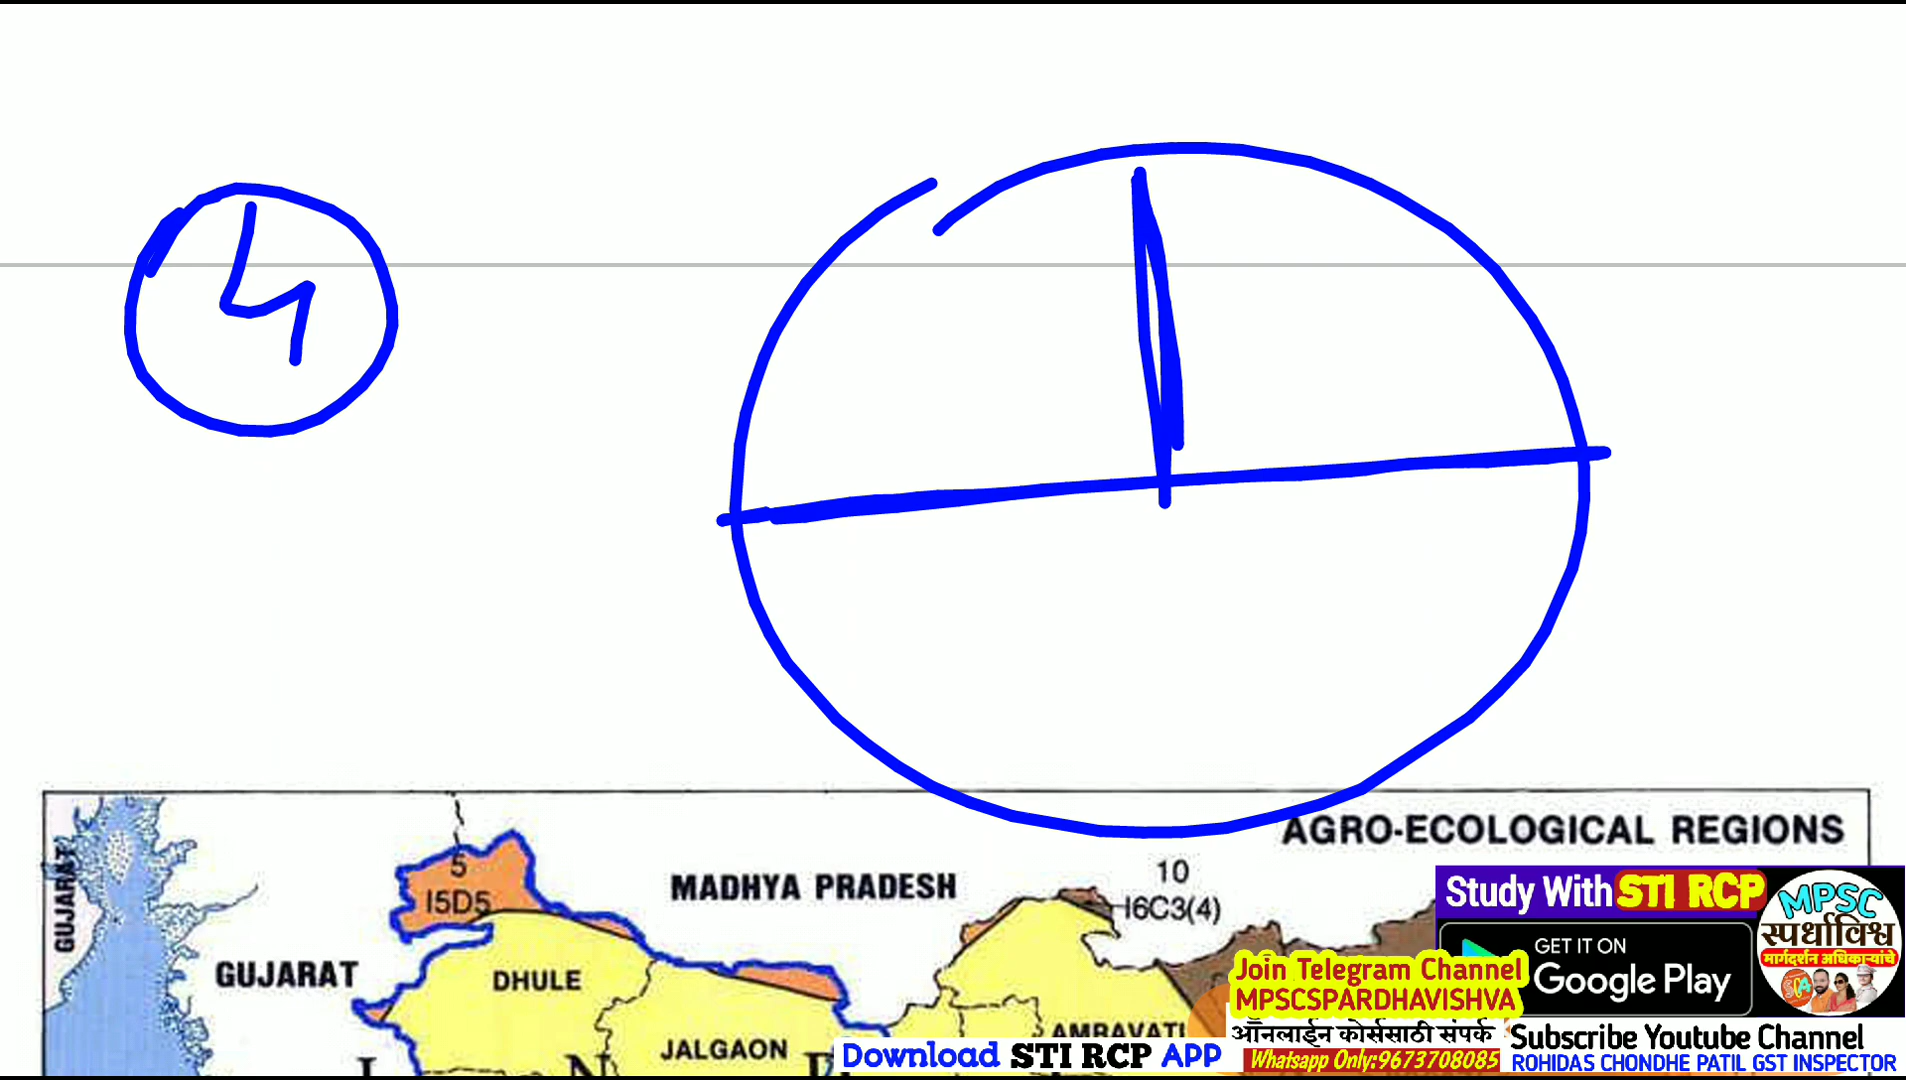 4
AGRO-ECOLOGICAL REGIONS
GUJARAT
5
I5D5
MADHYA PRADESH
10
I6C3(4)
GUJARAT
DHULE
JALGAON
AMRAVATI
I
N
Study With STI RCP
GET IT ON
Google Play
MPSC
स्पर्धाविश्व
मार्गदर्शन अधिकाऱ्यांचे
Join Telegram Channel
MPSCSPARDHAVISHVA
ऑनलाईन कोर्ससाठी संपर्क
Whatsapp Only:9673708085
Download STI RCP APP
Subscribe Youtube Channel
ROHIDAS CHONDHE PATIL GST INSPECTOR